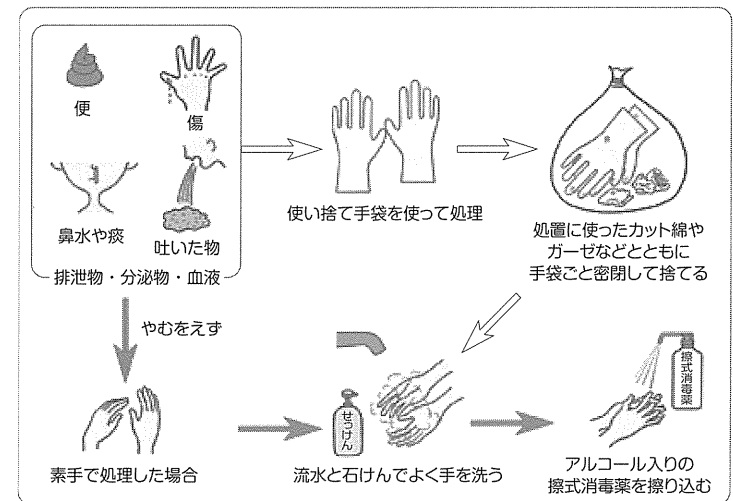 便
傷
鼻水や痰
吐いた物
排泄物・分泌物・血液
使い捨て手袋を使って処理
処置に使ったカット綿や
ガーゼなどとともに
手袋ごと密閉して捨てる
やむをえず
素手で処理した場合
せっけん
流水と石けんでよく手を洗う
擦式消毒薬
アルコール入りの
擦式消毒薬を擦り込む